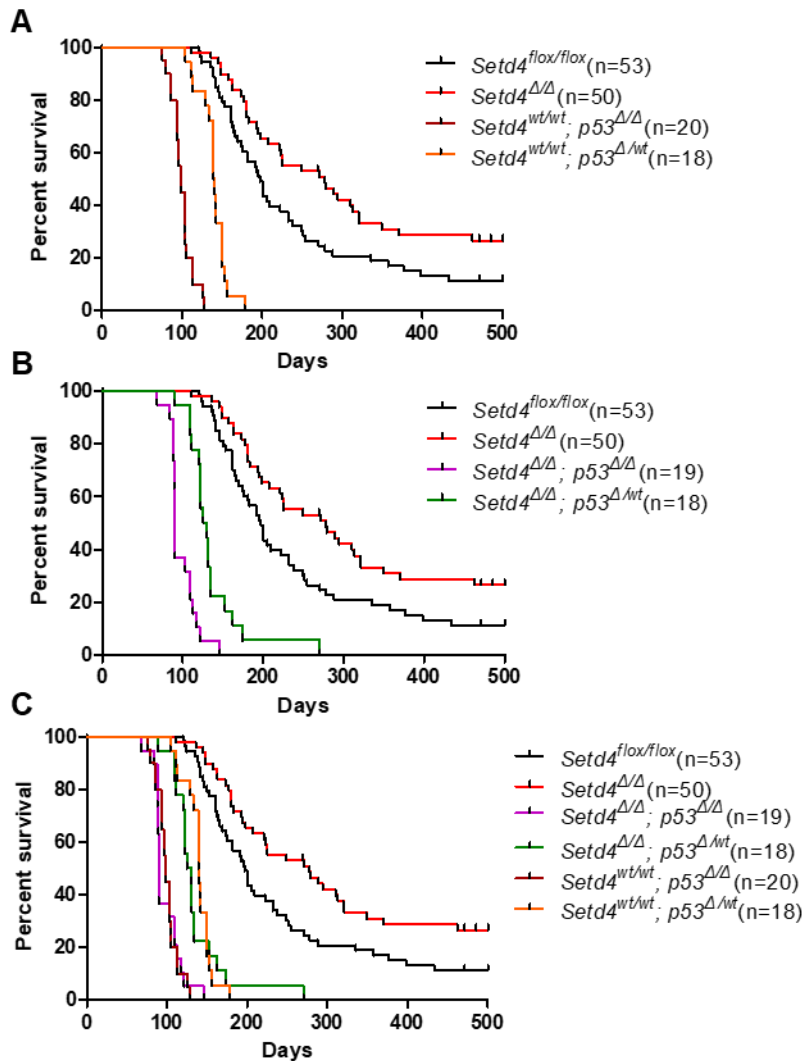 A
Percent survival
100
80
60
40
20
0
0 100 200 300 400 500
Days
Setd4flox/flox(n=53)
Setd4Δ/Δ(n=50)
Setd4wt/wt; p53Δ/Δ(n=20)
Setd4wt/wt; p53Δ/wt(n=18)
B
Percent survival
100
80
60
40
20
0
0 100 200 300 400 500
Days
Setd4flox/flox(n=53)
Setd4Δ/Δ(n=50)
Setd4Δ/Δ; p53Δ/Δ(n=19)
Setd4Δ/Δ; p53Δ/wt(n=18)
C
Percent survival
100
80
60
40
20
0
0 100 200 300 400 500
Days
Setd4flox/flox(n=53)
Setd4Δ/Δ(n=50)
Setd4Δ/Δ; p53Δ/Δ(n=19)
Setd4Δ/Δ; p53Δ/wt(n=18)
Setd4wt/wt; p53Δ/Δ(n=20)
Setd4wt/wt; p53Δ/wt(n=18)